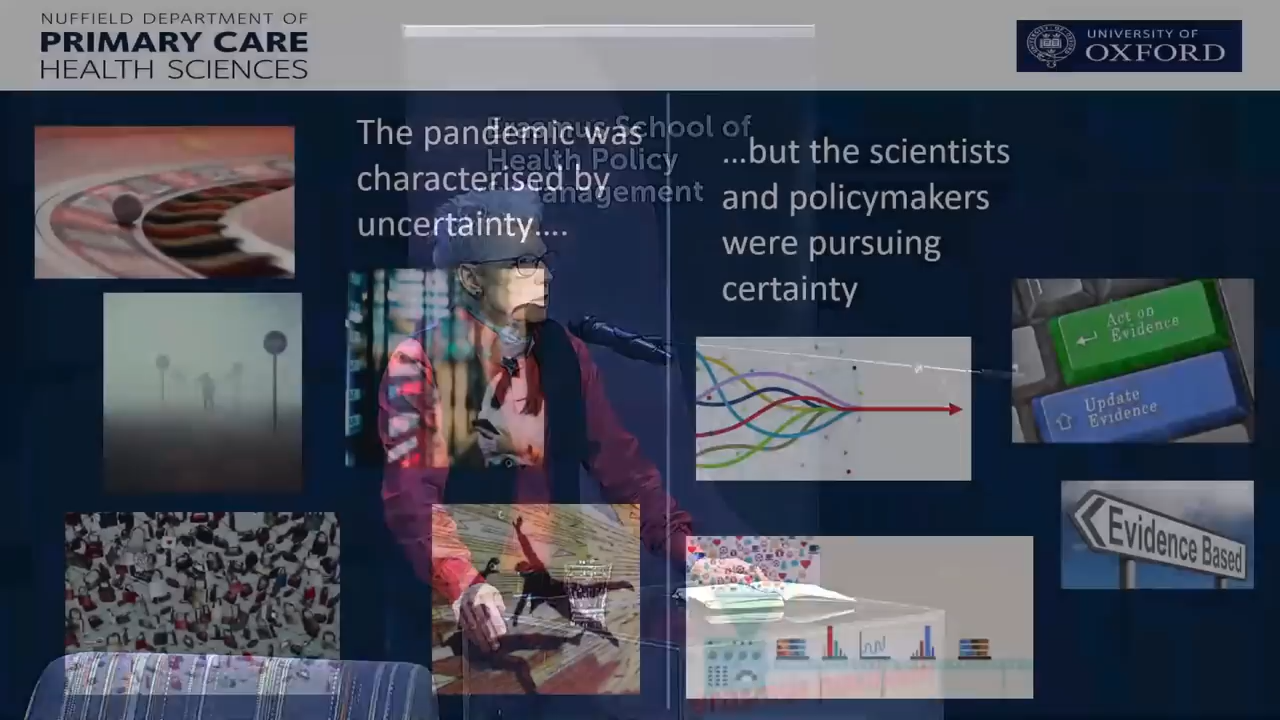 NUFFIELD DEPARTMENT OF
PRIMARY CARE
HEALTH SCIENCES
UNIVERSITY OF
OXFORD
Erasmus School of
Health Policy
Management
The pandemic was
characterised by
uncertainty....
...but the scientists
and policymakers
were pursuing
certainty
Act on
Evidence
Update
Evidence
Evidence Based